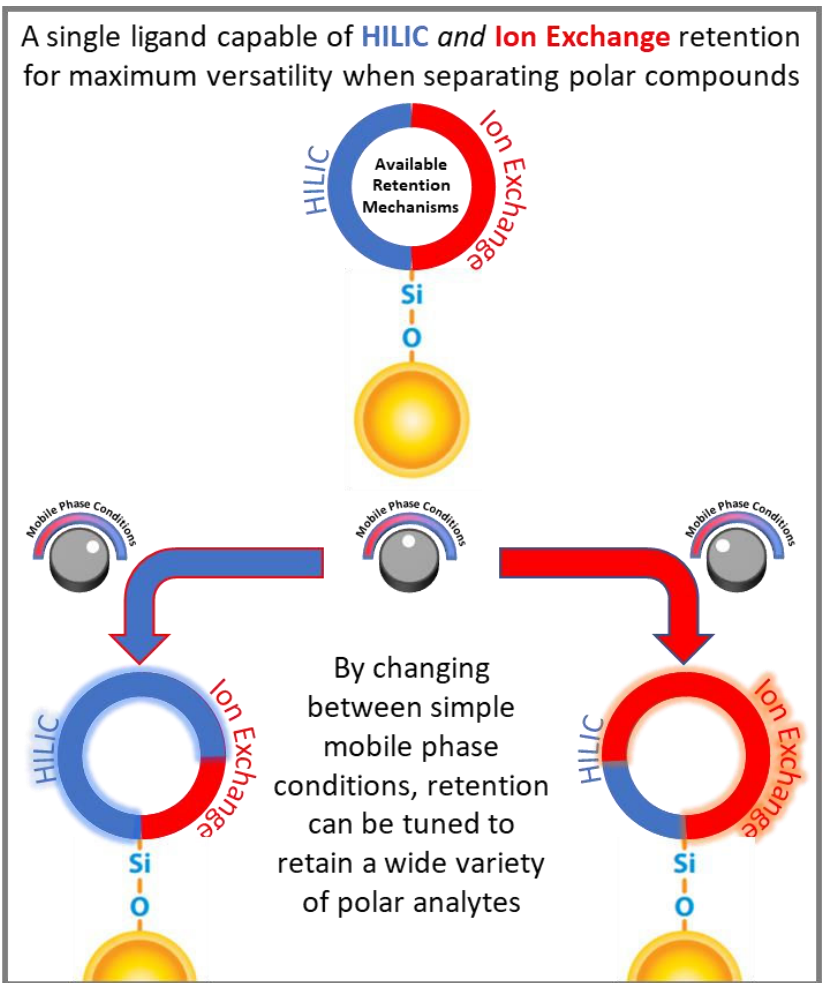 A single ligand capable of HILIC and Ion Exchange retention
for maximum versatility when separating polar compounds
HILIC
Ion Exchange
Available
Retention
Mechanisms
Si
O
Mobile Phase Conditions
Mobile Phase Conditions
Mobile Phase Conditions
HILIC
Ion Exchange
By changing
between simple
mobile phase
conditions, retention
can be tuned to
retain a wide variety
of polar analytes
HILIC
Ion Exchange
Si
O
Si
O